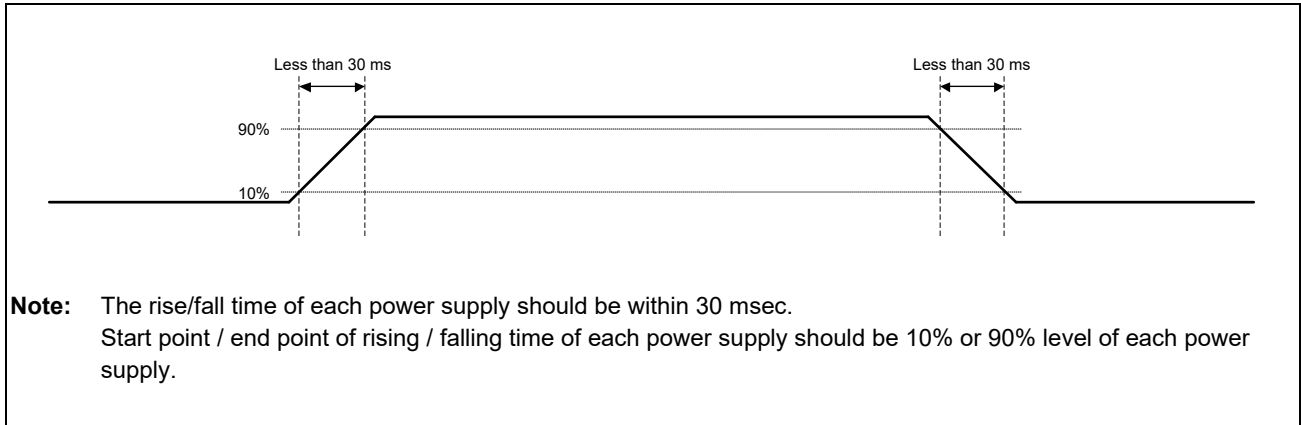 Less than 30 ms
Less than 30 ms
90%
10%
Note: The rise/fall time of each power supply should be within 30 msec.
Start point / end point of rising / falling time of each power supply should be 10% or 90% level of each power
supply.